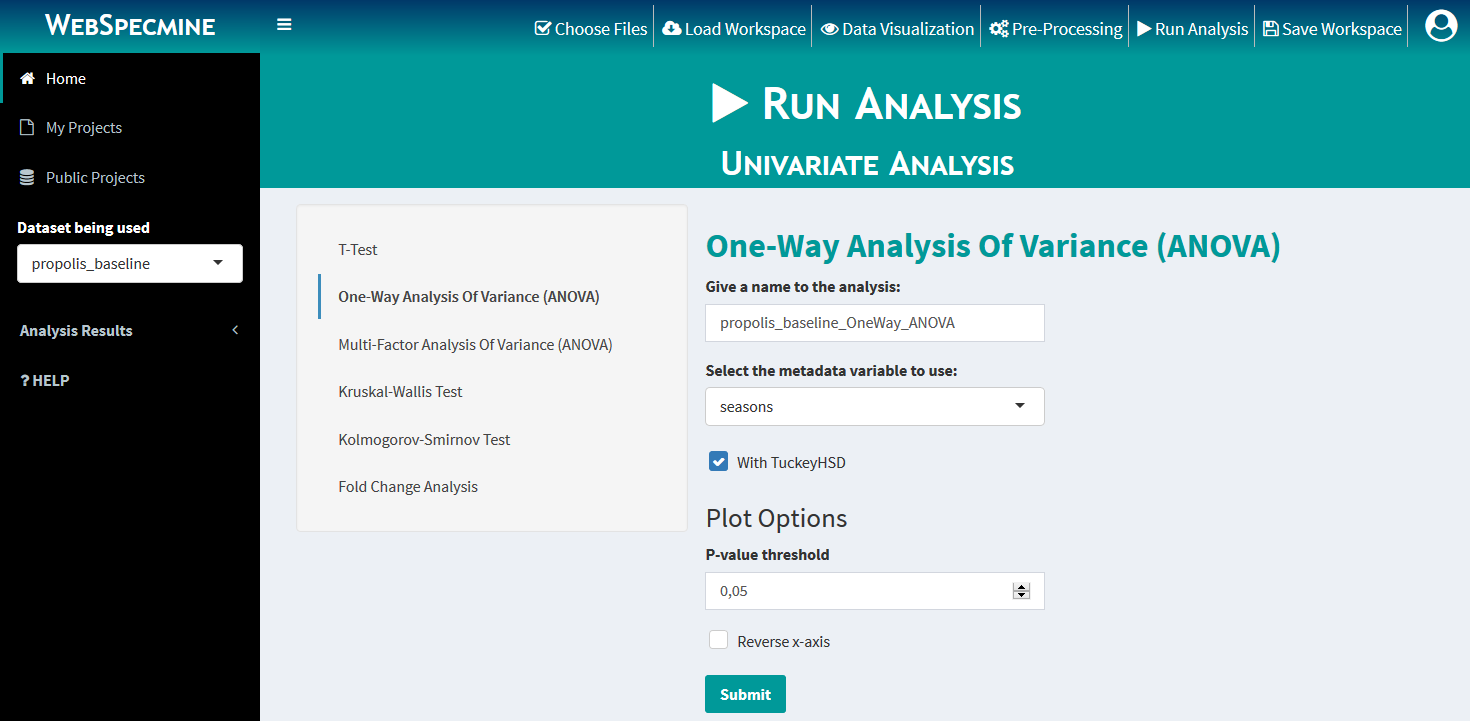 WebSpecmine
Choose Files
Load Workspace
Data Visualization
Pre-Processing
Run Analysis
Save Workspace
Home
My Projects
Public Projects
Dataset being used
propolis_baseline
Analysis Results
? HELP
Run Analysis
Univariate Analysis
T-Test
One-Way Analysis Of Variance (ANOVA)
Multi-Factor Analysis Of Variance (ANOVA)
Kruskal-Wallis Test
Kolmogorov-Smirnov Test
Fold Change Analysis
One-Way Analysis Of Variance (ANOVA)
Give a name to the analysis:
propolis_baseline_OneWay_ANOVA
Select the metadata variable to use:
seasons
With TuckeyHSD
Plot Options
P-value threshold
0,05
Reverse x-axis
Submit